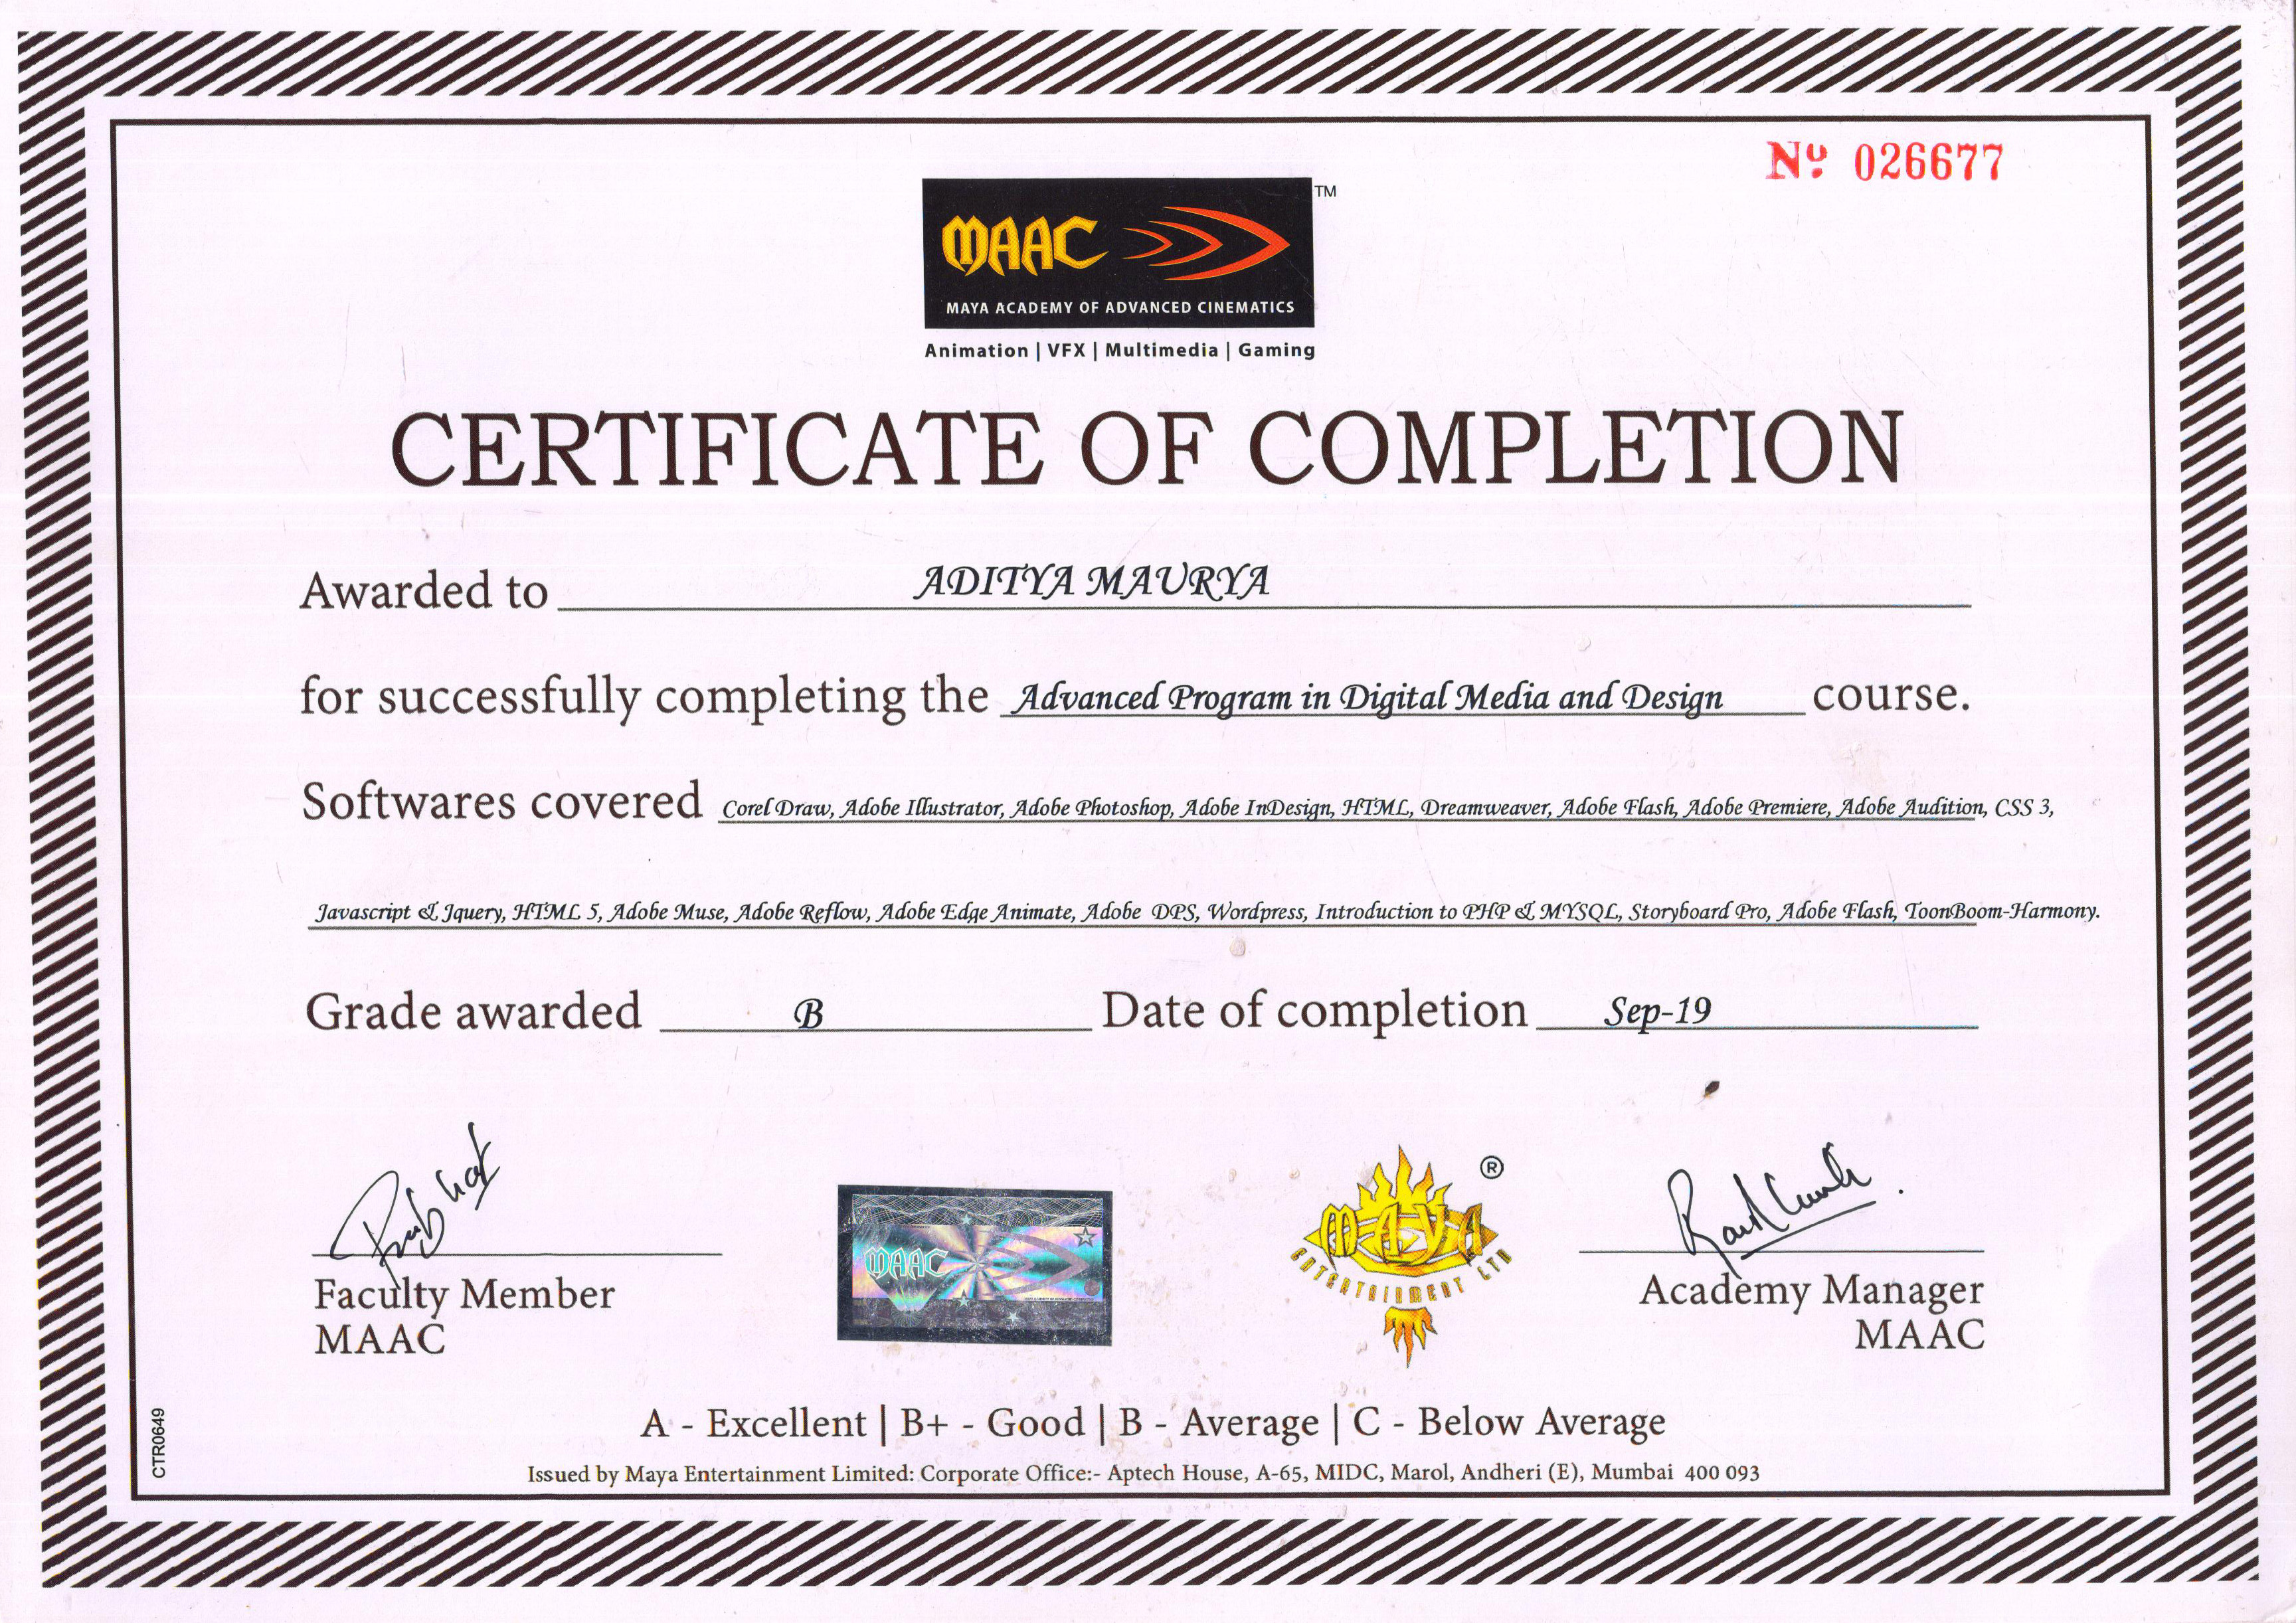 Nº 026677
MAAC
TM
MAYA ACADEMY OF ADVANCED CINEMATICS
Animation | VFX | Multimedia | Gaming
CERTIFICATE OF COMPLETION
Awarded to ADITYA MAURYA
for successfully completing the Advanced Program in Digital Media and Design course.
Softwares covered Corel Draw, Adobe Illustrator, Adobe Photoshop, Adobe InDesign, HTML, Dreamweaver, Adobe Flash, Adobe Premiere, Adobe Audition, CSS 3,
Javascript & Jquery, HTML 5, Adobe Muse, Adobe Reflow, Adobe Edge Animate, Adobe DPS, Wordpress, Introduction to PHP & MYSQL, Storyboard Pro, Adobe Flash, ToonBoom-Harmony.
Grade awarded B Date of completion Sep-19
MAAC
®
MAYA
ENTERTAINMENT LTD
Faculty Member
MAAC
Academy Manager
MAAC
CTR0649
A - Excellent | B+ - Good | B - Average | C - Below Average
Issued by Maya Entertainment Limited: Corporate Office:- Aptech House, A-65, MIDC, Marol, Andheri (E), Mumbai 400 093